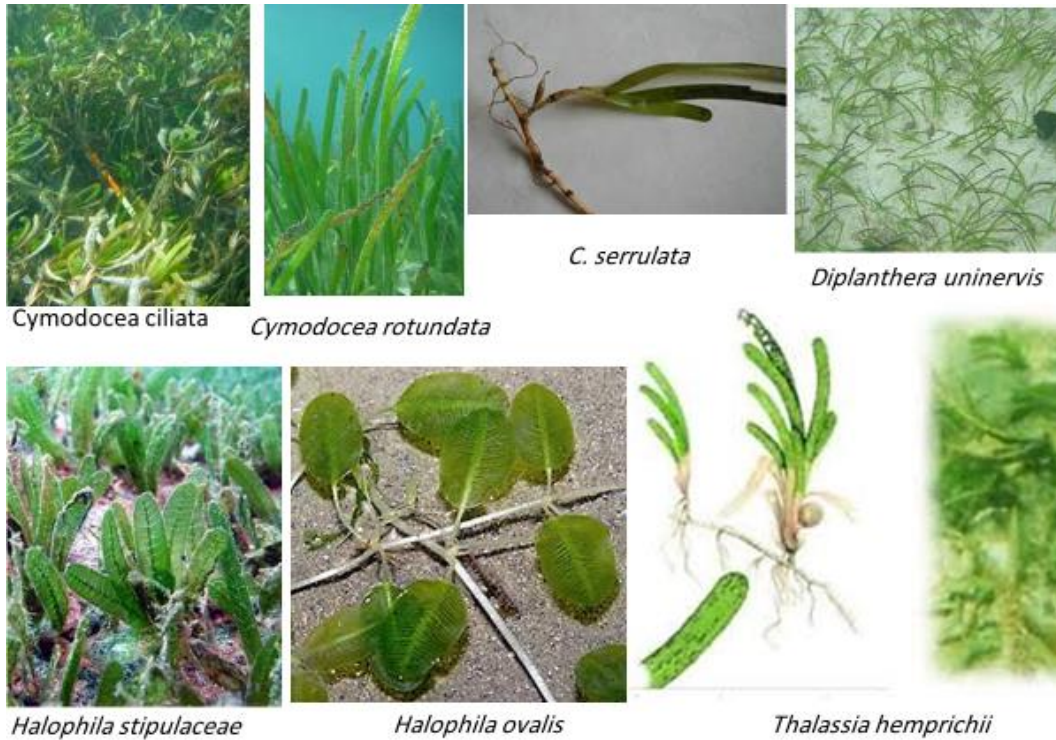 C. serrulata
Diplanthera uninervis
Cymodocea ciliata
Cymodocea rotundata
Halophila stipulaceae
Halophila ovalis
Thalassia hemprichii